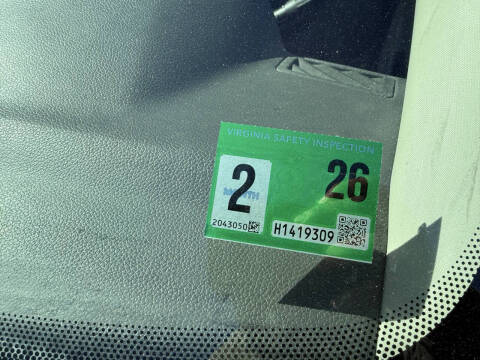 VIRGINIA SAFETY INSPECTION
2 26
MONTH
2043050 H1419309